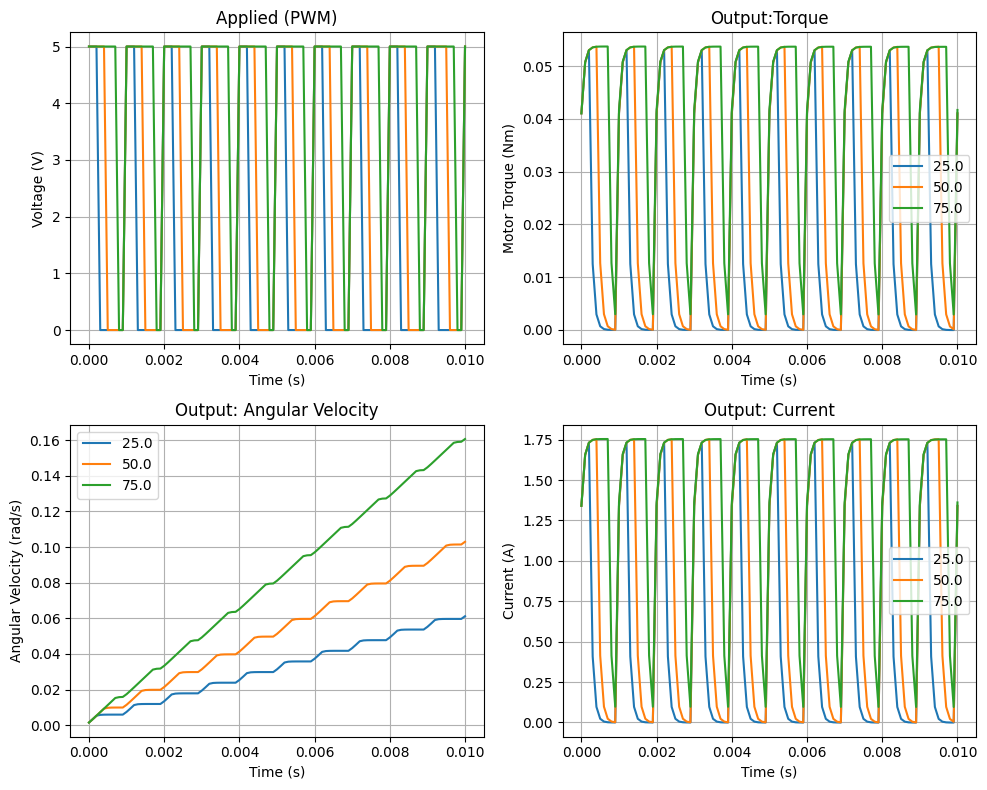 Applied (PWM)
Voltage (V)
5
4
3
2
1
0
0.000 0.002 0.004 0.006 0.008 0.010
Time (s)
Output:Torque
Motor Torque (Nm)
0.05
0.04
0.03
0.02
0.01
0.00
25.0
50.0
75.0
0.000 0.002 0.004 0.006 0.008 0.010
Time (s)
Output: Angular Velocity
Angular Velocity (rad/s)
0.16
0.14
0.12
0.10
0.08
0.06
0.04
0.02
0.00
25.0
50.0
75.0
0.000 0.002 0.004 0.006 0.008 0.010
Time (s)
Output: Current
Current (A)
1.75
1.50
1.25
1.00
0.75
0.50
0.25
0.00
25.0
50.0
75.0
0.000 0.002 0.004 0.006 0.008 0.010
Time (s)